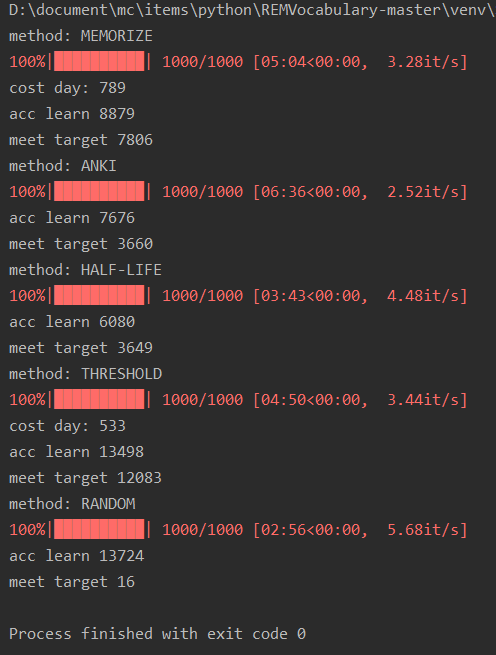 D:\document\mc\items\python\REMVocabulary-master\venv\
method: MEMORIZE
100%|██████████| 1000/1000 [05:04<00:00,  3.28it/s]
cost day: 789
acc learn 8879
meet target 7806
method: ANKI
100%|██████████| 1000/1000 [06:36<00:00,  2.52it/s]
acc learn 7676
meet target 3660
method: HALF-LIFE
100%|██████████| 1000/1000 [03:43<00:00,  4.48it/s]
acc learn 6080
meet target 3649
method: THRESHOLD
100%|██████████| 1000/1000 [04:50<00:00,  3.44it/s]
cost day: 533
acc learn 13498
meet target 12083
method: RANDOM
100%|██████████| 1000/1000 [02:56<00:00,  5.68it/s]
acc learn 13724
meet target 16
Process finished with exit code 0